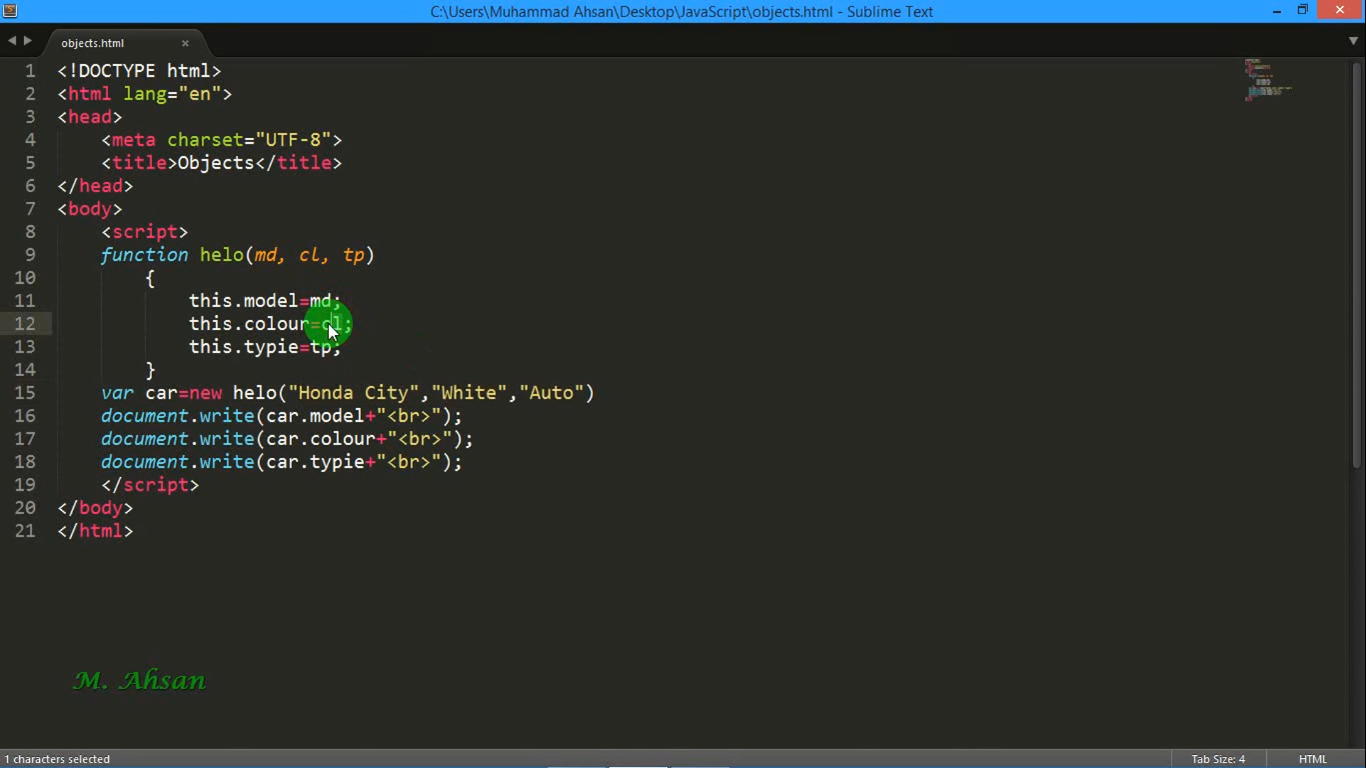 C:\Users\Muhammad Ahsan\Desktop\JavaScript\objects.html - Sublime Text
objects.html ×
1 <!DOCTYPE html>
2 <html lang="en">
3 <head>
4     <meta charset="UTF-8">
5     <title>Objects</title>
6 </head>
7 <body>
8     <script>
9     function helo(md, cl, tp)
10         {
11             this.model=md;
12             this.colour=cl;
13             this.typie=tp;
14         }
15     var car=new helo("Honda City","White","Auto")
16     document.write(car.model+"<br>");
17     document.write(car.colour+"<br>");
18     document.write(car.typie+"<br>");
19     </script>
20 </body>
21 </html>
M. Ahsan
1 characters selected Tab Size: 4 HTML